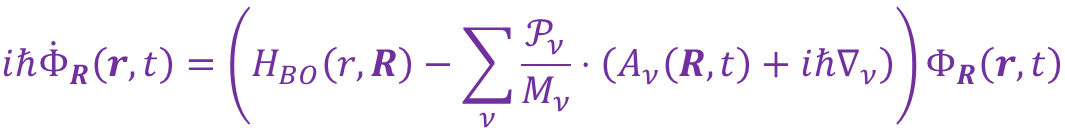 iħΦ̇_𝑹(𝒓, t) = ( H_BO(r, 𝑹) − ∑_ν 𝒫_ν/M_ν · (A_ν(𝑹, t) + iħ∇_ν) ) Φ_𝑹(𝒓, t)